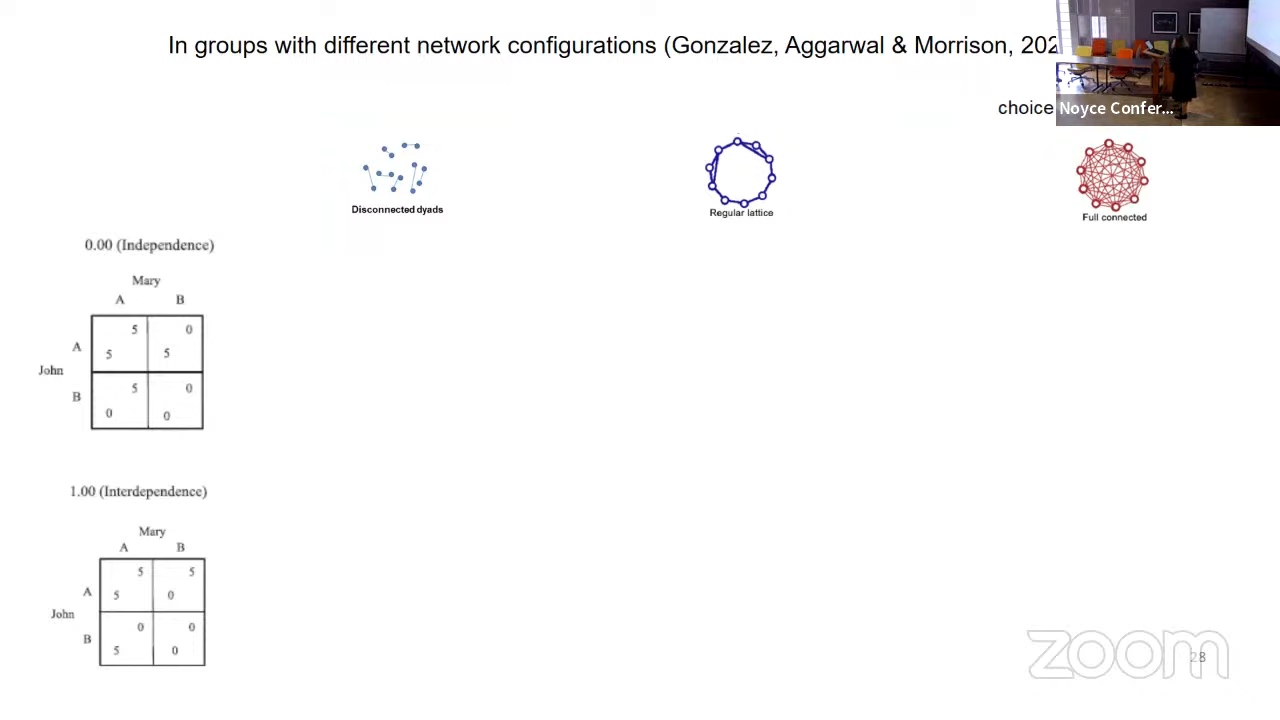 In groups with different network configurations (Gonzalez, Aggarwal & Morrison, 202
choice
Noyce Confer...
Disconnected dyads
Regular lattice
Full connected
0.00 (Independence)
Mary
A B
5 0
A
5 5
John
5 0
B
0 0
1.00 (Interdependence)
Mary
A B
5 5
A
5 0
John
0 0
B
5 0
zoom
28